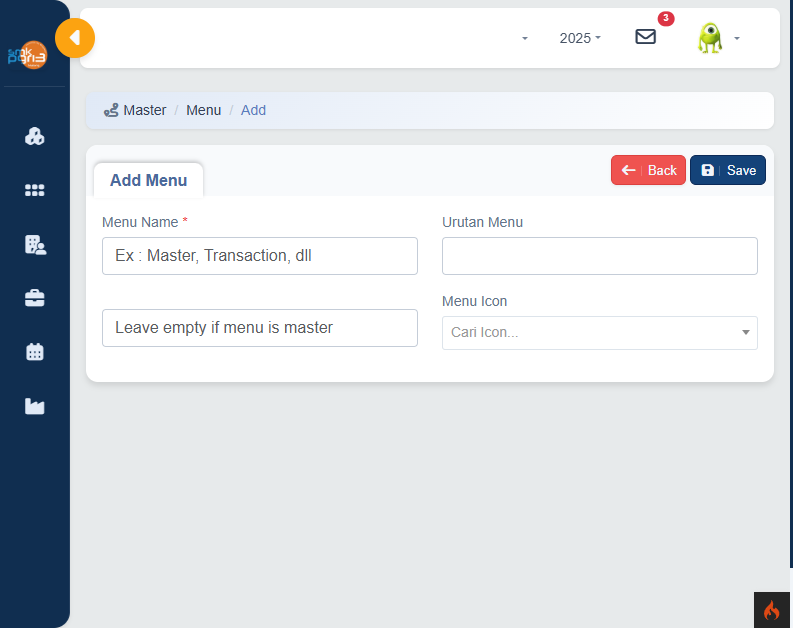 2025
3
smk
Master / Menu / Add
Add Menu
Back
Save
Menu Name *
Urutan Menu
Ex : Master, Transaction, dll
Menu Icon
Leave empty if menu is master
Cari Icon...